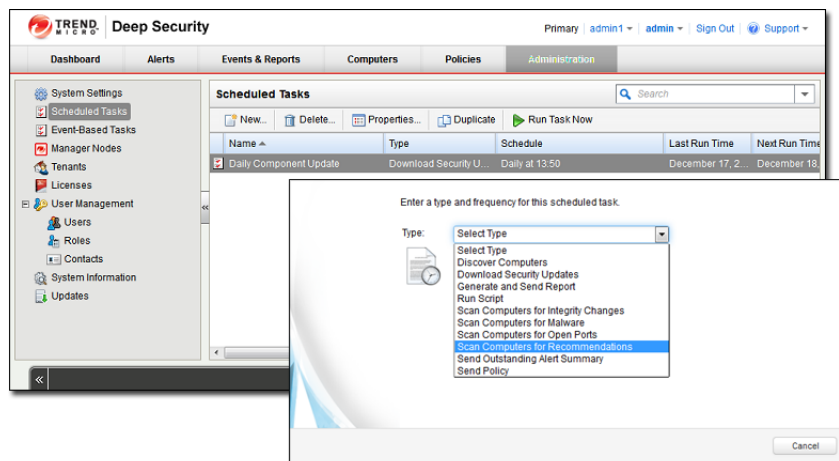 TREND MICRO Deep Security
Primary admin1 admin Sign Out Support
Dashboard Alerts Events & Reports Computers Policies Administration
System Settings
Scheduled Tasks
Event-Based Tasks
Manager Nodes
Tenants
Licenses
User Management
Users
Roles
Contacts
System Information
Updates
Scheduled Tasks
Search
New... Delete... Properties... Duplicate Run Task Now
Name Type Schedule Last Run Time Next Run Time
Daily Component Update Download Security U... Daily at 13:50 December 17, 2... December 18,
Enter a type and frequency for this scheduled task.
Type: Select Type
Select Type
Discover Computers
Download Security Updates
Generate and Send Report
Run Script
Scan Computers for Integrity Changes
Scan Computers for Malware
Scan Computers for Open Ports
Scan Computers for Recommendations
Send Outstanding Alert Summary
Send Policy
Cancel